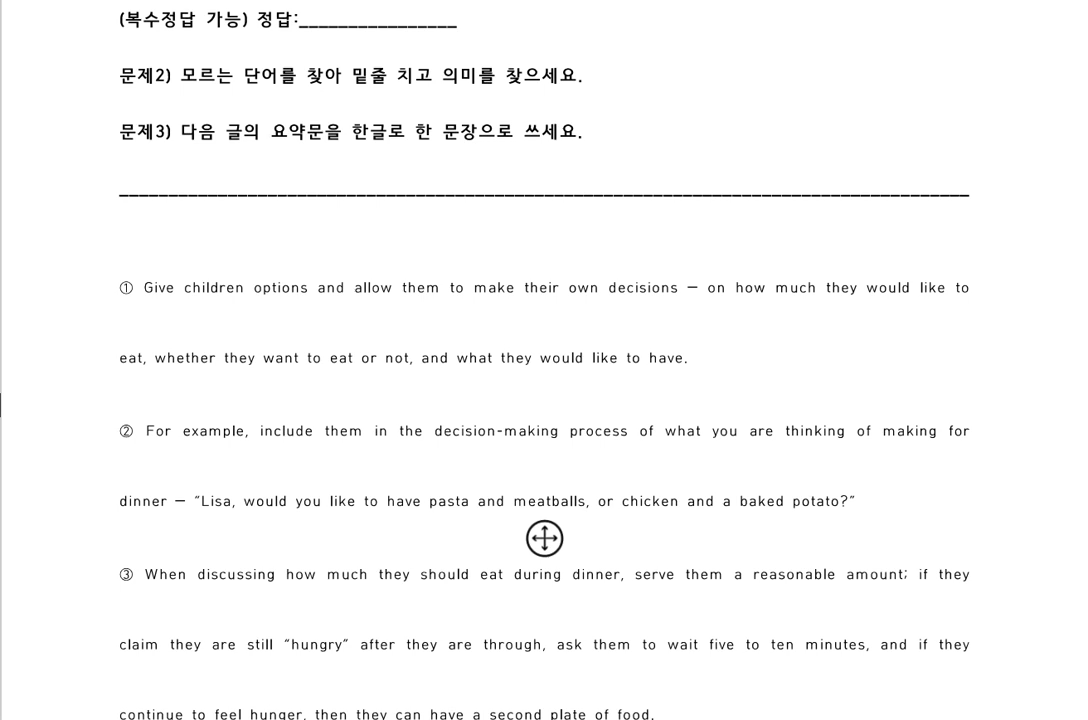 (복수정답 가능) 정답:________________
문제2) 모르는 단어를 찾아 밑줄 치고 의미를 찾으세요.
문제3) 다음 글의 요약문을 한글로 한 문장으로 쓰세요.
① Give children options and allow them to make their own decisions – on how much they would like to
eat, whether they want to eat or not, and what they would like to have.
② For example, include them in the decision-making process of what you are thinking of making for
dinner – “Lisa, would you like to have pasta and meatballs, or chicken and a baked potato?”
③ When discussing how much they should eat during dinner, serve them a reasonable amount; if they
claim they are still “hungry” after they are through, ask them to wait five to ten minutes, and if they
continue to feel hunger, then they can have a second plate of food.